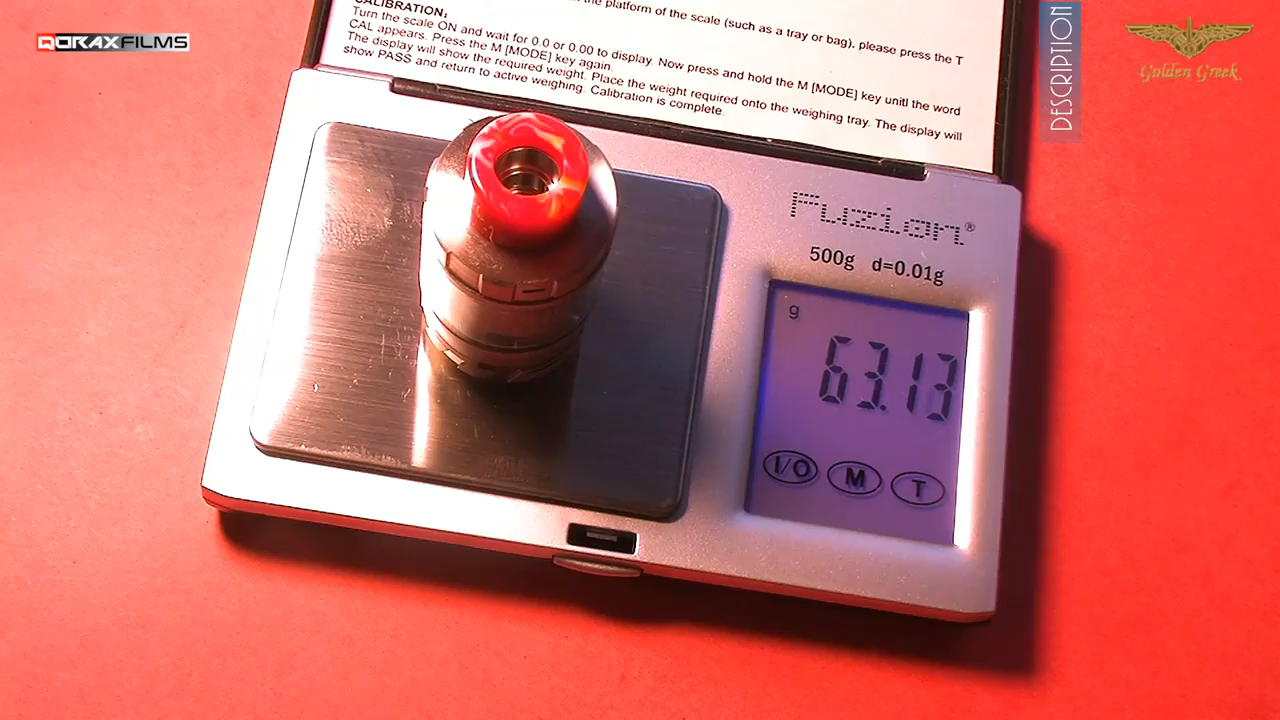 QORAXFILMS
the platform of the scale (such as a tray or bag), please press the T
CALIBRATION:
Turn the scale ON and wait for 0.0 or 0.00 to display. Now press and hold the M [MODE] key unitl the word
CAL appears. Press the M [MODE] key again.
The display will show the required weight. Place the weight required onto the weighing tray. The display will
show PASS and return to active weighing. Calibration is complete.
DESCRIPTION
Golden Greek
Fuzion®
500g d=0.01g
g
63.13
I/O M T